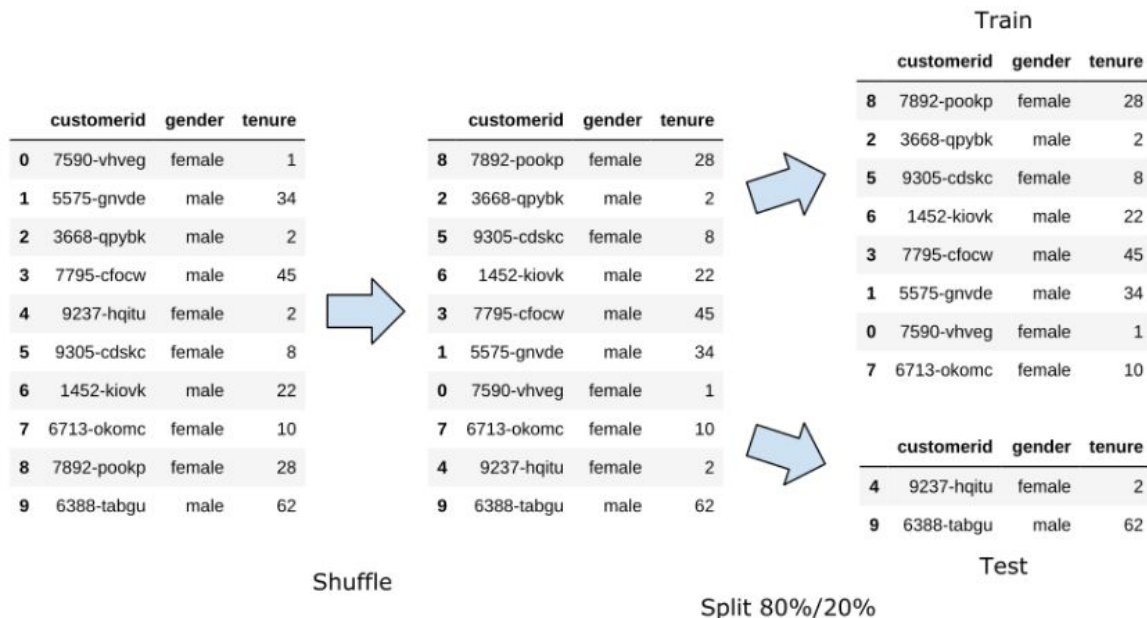 customerid gender tenure
0 7590-vhveg female 1
1 5575-gnvde male 34
2 3668-qpybk male 2
3 7795-cfocw male 45
4 9237-hqitu female 2
5 9305-cdskc female 8
6 1452-kiovk male 22
7 6713-okomc female 10
8 7892-pookp female 28
9 6388-tabgu male 62
Shuffle
customerid gender tenure
8 7892-pookp female 28
2 3668-qpybk male 2
5 9305-cdskc female 8
6 1452-kiovk male 22
3 7795-cfocw male 45
1 5575-gnvde male 34
0 7590-vhveg female 1
7 6713-okomc female 10
4 9237-hqitu female 2
9 6388-tabgu male 62
Split 80%/20%
Train
customerid gender tenure
8 7892-pookp female 28
2 3668-qpybk male 2
5 9305-cdskc female 8
6 1452-kiovk male 22
3 7795-cfocw male 45
1 5575-gnvde male 34
0 7590-vhveg female 1
7 6713-okomc female 10
customerid gender tenure
4 9237-hqitu female 2
9 6388-tabgu male 62
Test